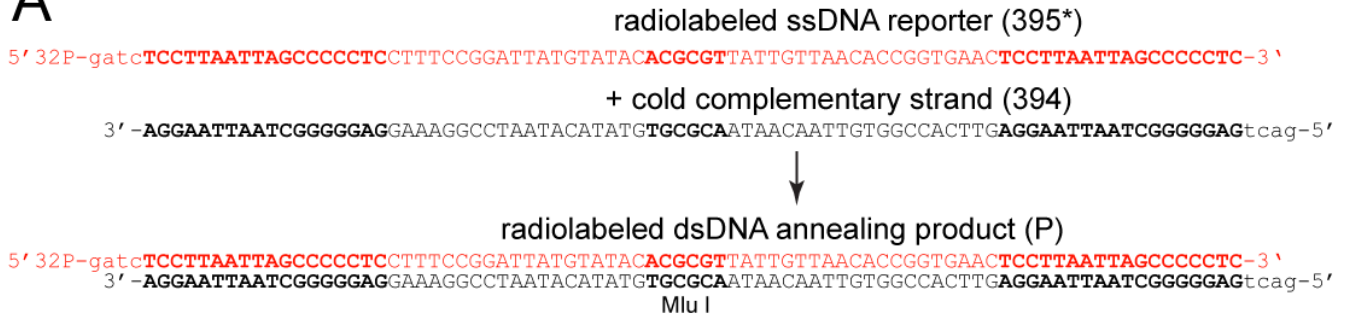 A
radiolabeled ssDNA reporter (395*)
5'32P-gatcTCCTTAATTAGCCCCCTCCTTTCCGGATTATGTATACACGCGTTATTGTTAACACCGGTGAACTCCTTAATTAGCCCCCTC-3‘
+ cold complementary strand (394)
3’-AGGAATTAATCGGGGGAGGAAAGGCCTAATACATATGTGCGCAATAACAATTGTGGCCACTTGAGGAATTAATCGGGGGAGtcag-5’
radiolabeled dsDNA annealing product (P)
5'32P-gatcTCCTTAATTAGCCCCCTCCTTTCCGGATTATGTATACACGCGTTATTGTTAACACCGGTGAACTCCTTAATTAGCCCCCTC-3‘
3’-AGGAATTAATCGGGGGAGGAAAGGCCTAATACATATGTGCGCAATAACAATTGTGGCCACTTGAGGAATTAATCGGGGGAGtcag-5’
Mlu I